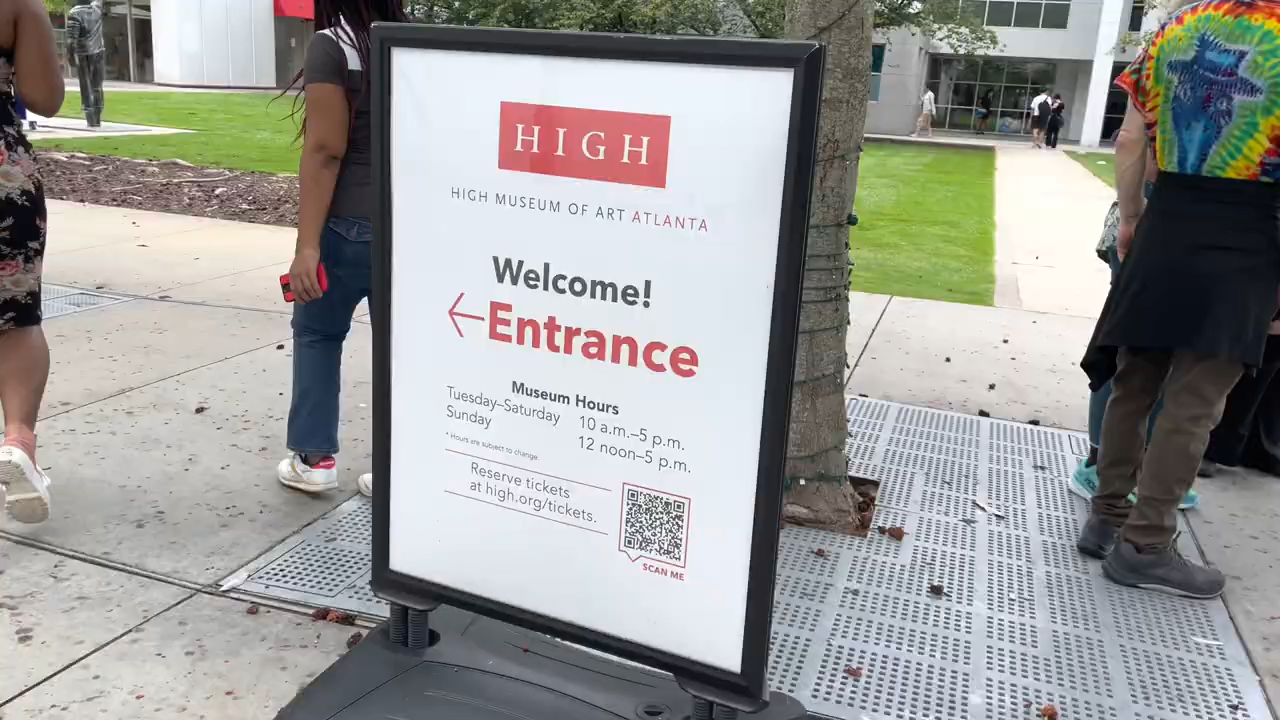 HIGH
HIGH MUSEUM OF ART ATLANTA
Welcome!
←Entrance
Museum Hours
Tuesday–Saturday 10 a.m.–5 p.m.
Sunday 12 noon–5 p.m.
* Hours are subject to change.
Reserve tickets
at high.org/tickets.
SCAN ME